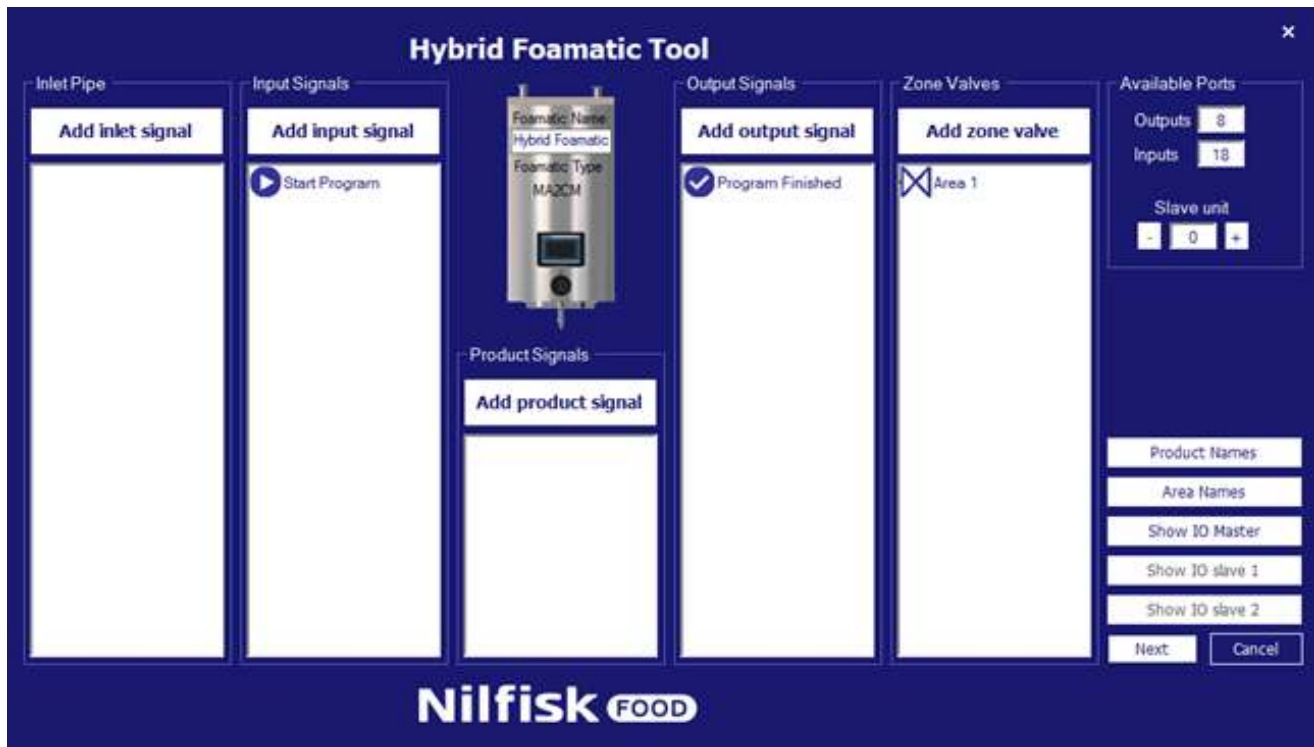 ×
Hybrid Foamatic Tool
Inlet Pipe
Add inlet signal
Input Signals
Add input signal
Start Program
Foamatic Name
Hybrid Foamatic
Foamatic Type
MA2CM
Product Signals
Add product signal
Output Signals
Add output signal
Program Finished
Zone Valves
Add zone valve
Area 1
Available Ports
Outputs 8
Inputs 18
Slave unit
- 0 +
Product Names
Area Names
Show IO Master
Show IO slave 1
Show IO slave 2
Next Cancel
Nilfisk FOOD